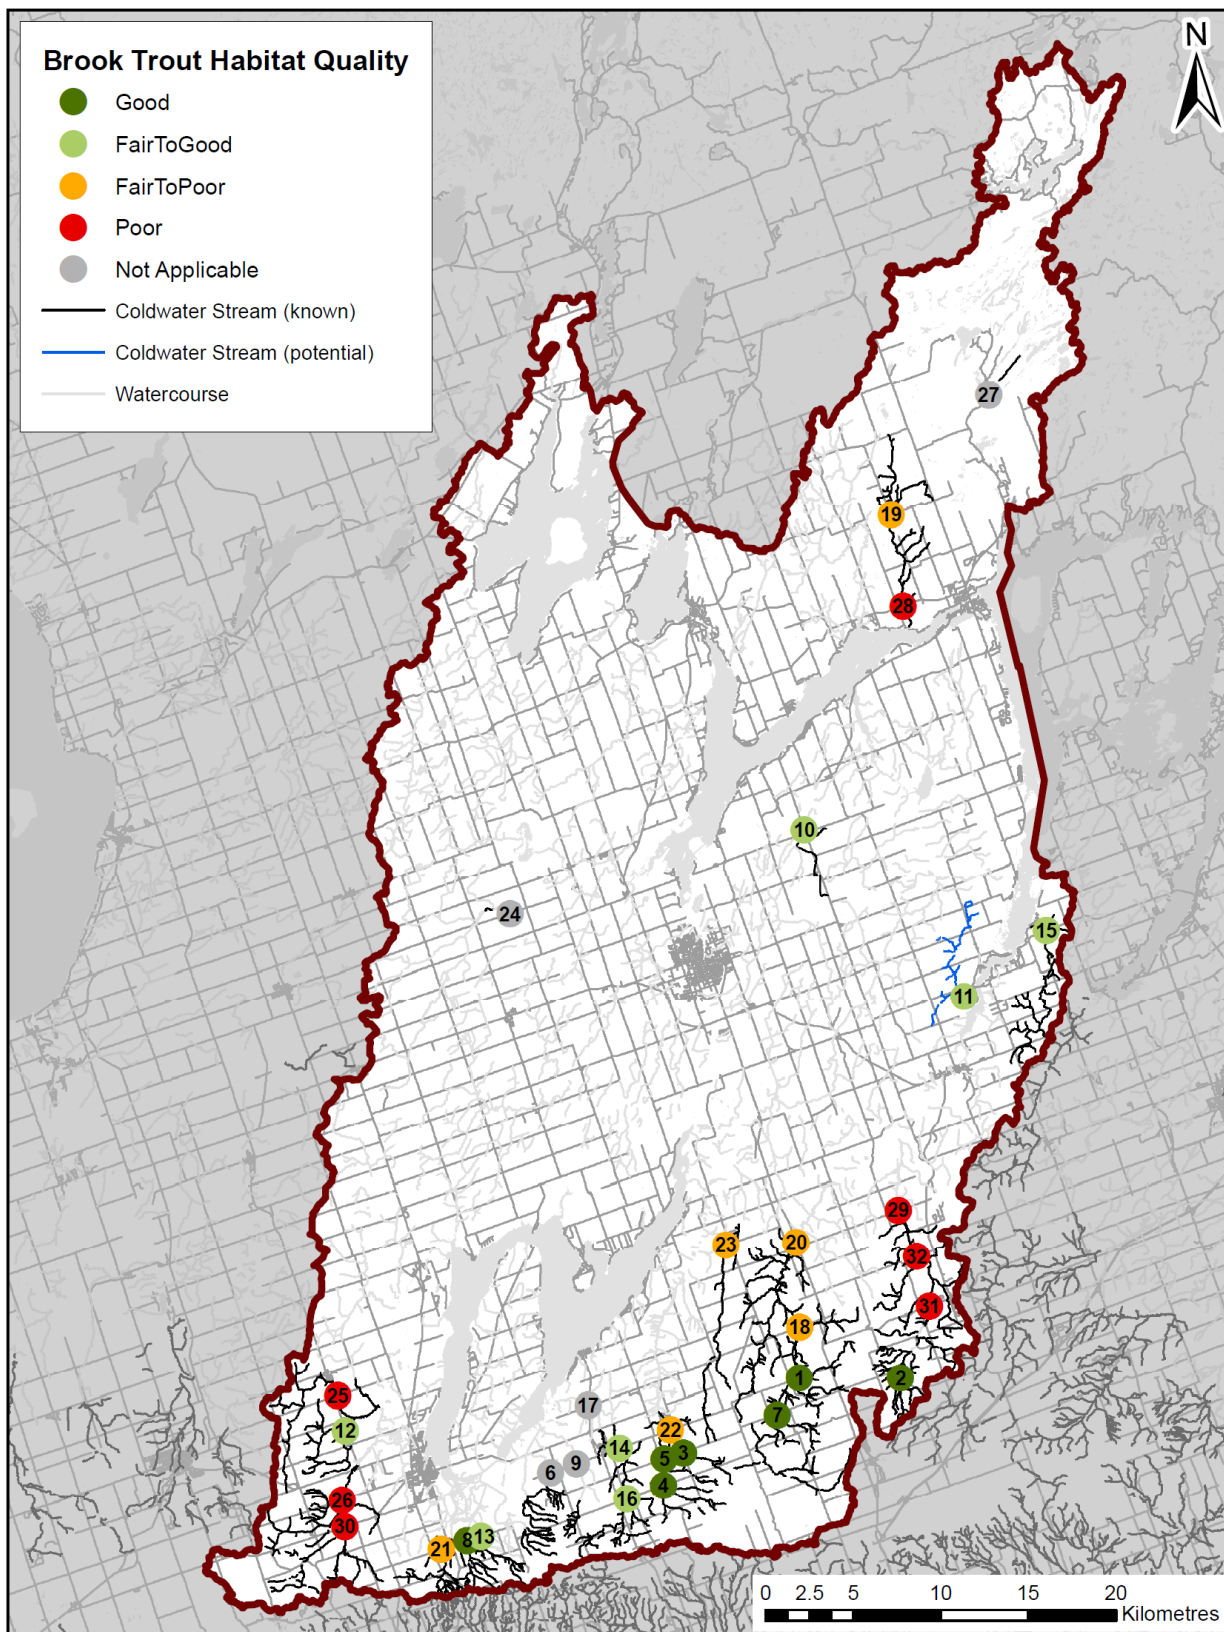 N
Brook Trout Habitat Quality
Good
FairToGood
FairToPoor
Poor
Not Applicable
Coldwater Stream (known)
Coldwater Stream (potential)
Watercourse
27
19
28
10
24
15
11
29
23
20
32
31
18
1
2
25
17
7
12
22
14
3
5
9
6
4
16
26
30
13
8
21
0 2.5 5 10 15 20
Kilometres